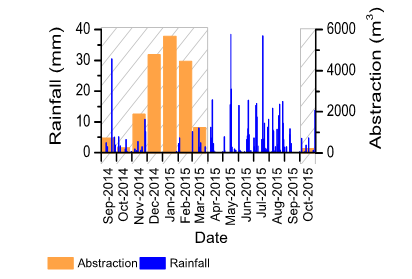 Rainfall (mm)
40
30
20
10
0
6000
4000
2000
0
Abstraction (m³)
Sep-2014
Oct-2014
Nov-2014
Dec-2014
Jan-2015
Feb-2015
Mar-2015
Apr-2015
May-2015
Jun-2015
Jul-2015
Aug-2015
Sep-2015
Oct-2015
Date
Abstraction Rainfall